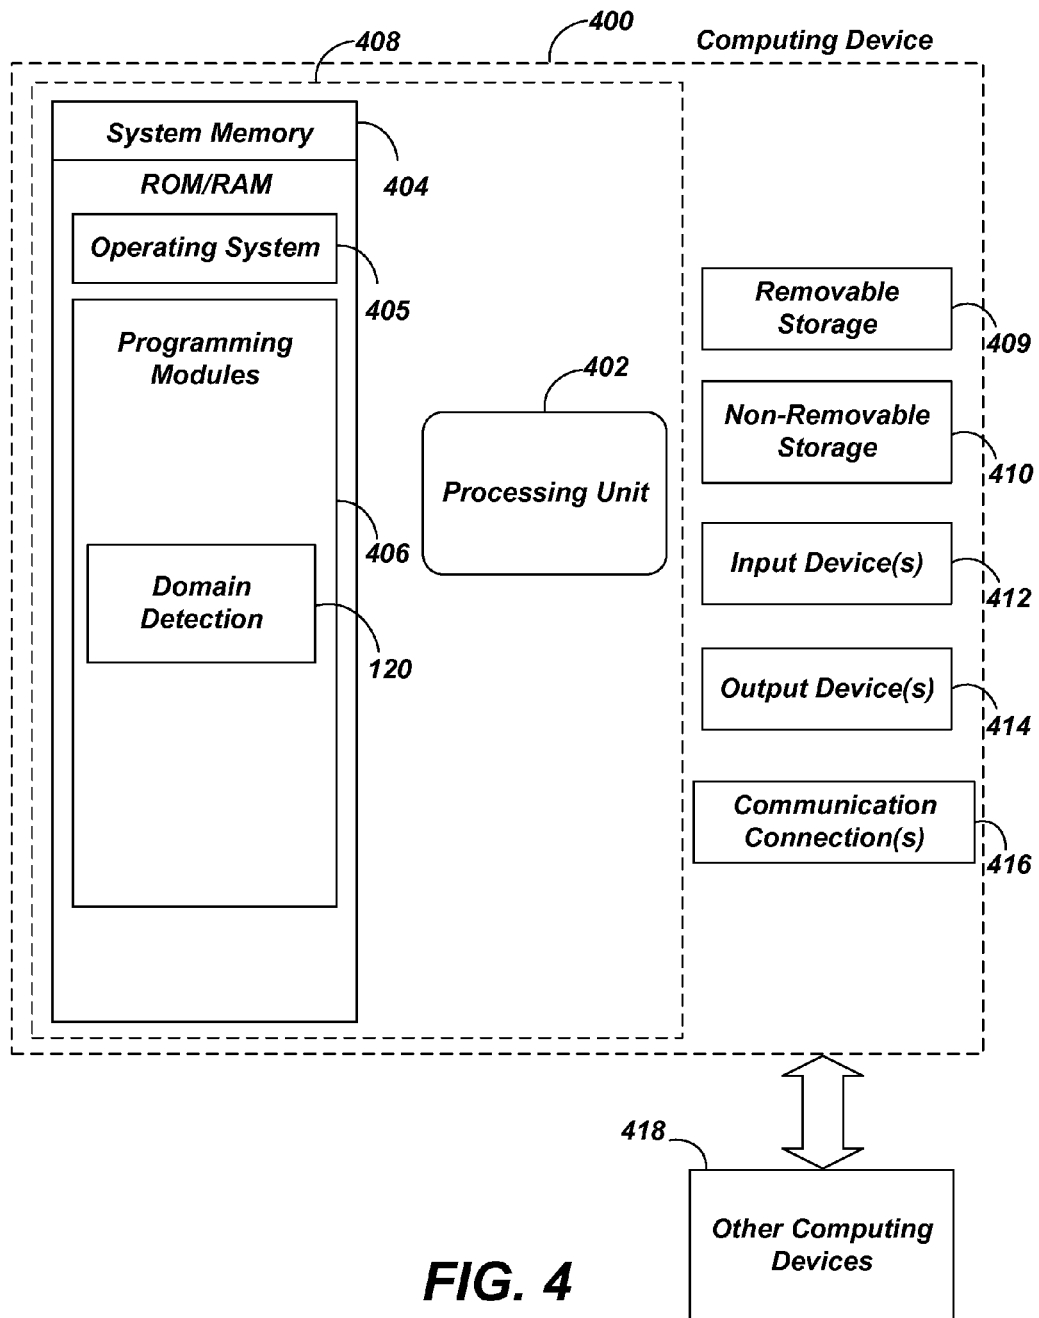 400
Computing Device
408
System Memory
404
ROM/RAM
Operating System
405
Programming
Modules
406
Domain
Detection
120
402
Processing Unit
Removable
Storage
409
Non-Removable
Storage
410
Input Device(s)
412
Output Device(s)
414
Communication
Connection(s)
416
418
Other Computing
Devices
FIG. 4